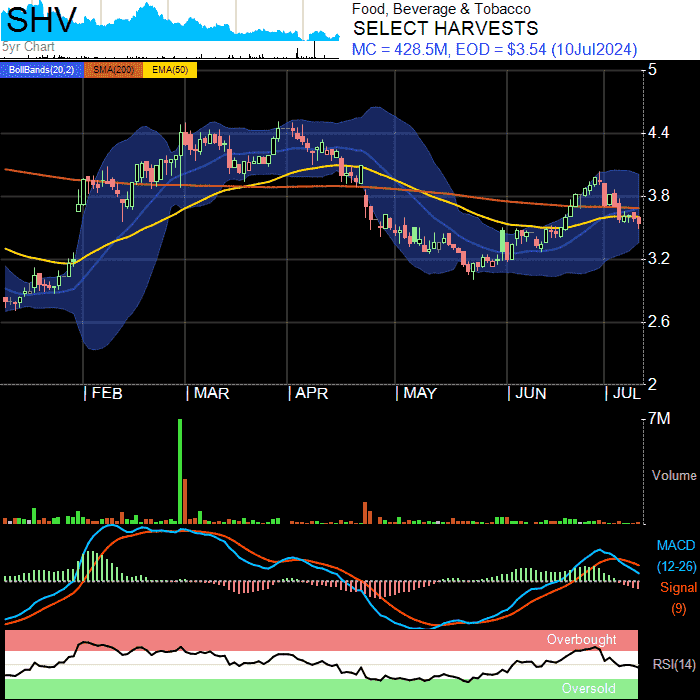 SHV
5yr Chart
Food, Beverage & Tobacco
SELECT HARVESTS
MC = 428.5M, EOD = $3.54 (10Jul2024)
BollBands(20,2) SMA(200) EMA(50)
5
4.4
3.8
3.2
2.6
2
FEB MAR APR MAY JUN JUL
7M
Volume
MACD
(12-26)
Signal
(9)
Overbought
RSI(14)
Oversold